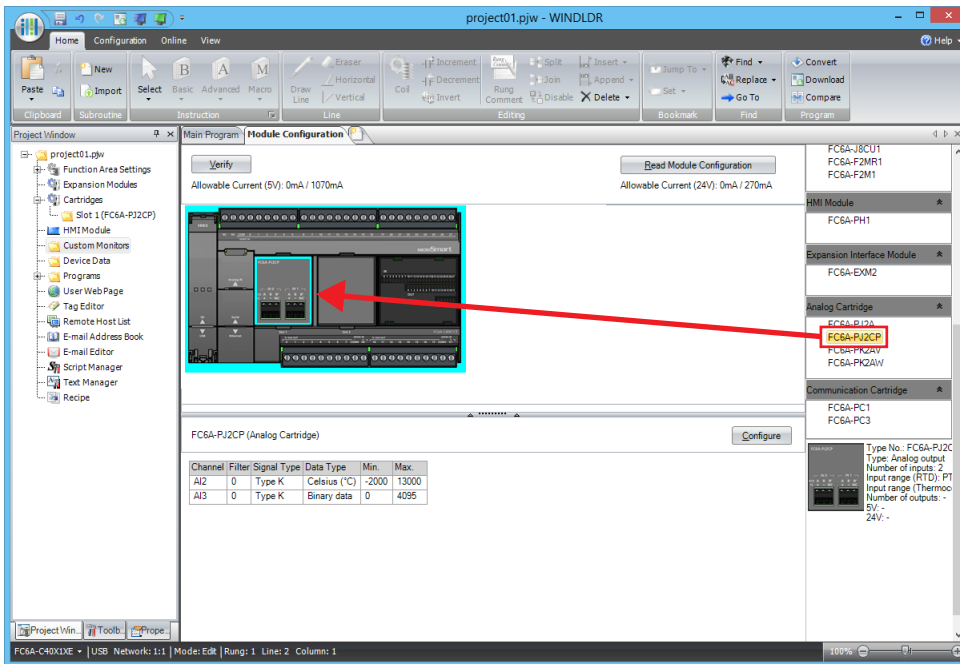 project01.pjw - WINDLDR
Home Configuration Online View Help
Paste New Import Select Basic Advanced Macro Draw Line Eraser Horizontal Vertical Coil Increment Decrement Invert Rung Comment Split Join Disable Insert Append Delete Jump To Set Find Replace Go To Convert Download Compare
Clipboard Subroutine Instruction Line Editing Bookmark Find Program
Project Window
Main Program Module Configuration
project01.pjw
Function Area Settings
Expansion Modules
Cartridges
Slot 1 (FC6A-PJ2CP)
HMI Module
Custom Monitors
Device Data
Programs
User Web Page
Tag Editor
Remote Host List
E-mail Address Book
E-mail Editor
Script Manager
Text Manager
Recipe
Project Win... Toolb... Prope...
Verify
Read Module Configuration
Allowable Current (5V): 0mA / 1070mA
Allowable Current (24V): 0mA / 270mA
FC6A-PJ2CP (Analog Cartridge)
Configure
Channel Filter Signal Type Data Type Min. Max.
AI2 0 Type K Celsius (°C) -2000 13000
AI3 0 Type K Binary data 0 4095
FC6A-J8CU1
FC6A-F2MR1
FC6A-F2M1
HMI Module
FC6A-PH1
Expansion Interface Module
FC6A-EXM2
Analog Cartridge
FC6A-PJ2A
FC6A-PJ2CP
FC6A-PK2AV
FC6A-PK2AW
Communication Cartridge
FC6A-PC1
FC6A-PC3
Type No.: FC6A-PJ2C
Type: Analog output
Number of inputs: 2
Input range (RTD): PT
Input range (Thermoc
Number of outputs: -
5V: -
24V: -
FC6A-C40X1XE USB Network: 1:1 Mode: Edit Rung: 1 Line: 2 Column: 1
100%